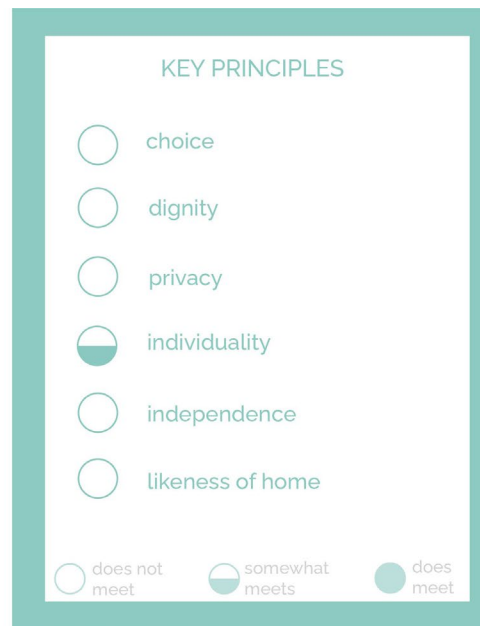 KEY PRINCIPLES
choice
dignity
privacy
individuality
independence
likeness of home
does not
meet
somewhat
meets
does
meet